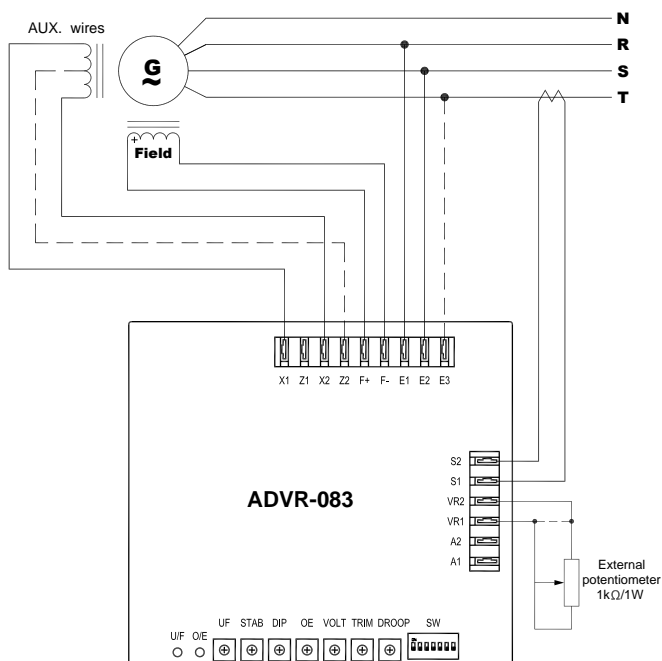 AUX. wires
N
R
S
T
G
~
+
Field
X1 Z1 X2 Z2 F+ F- E1 E2 E3
S2
S1
VR2
VR1
A2
A1
ADVR-083
External
potentiometer
1kΩ/1W
UF STAB DIP OE VOLT TRIM DROOP SW
U/F O/E